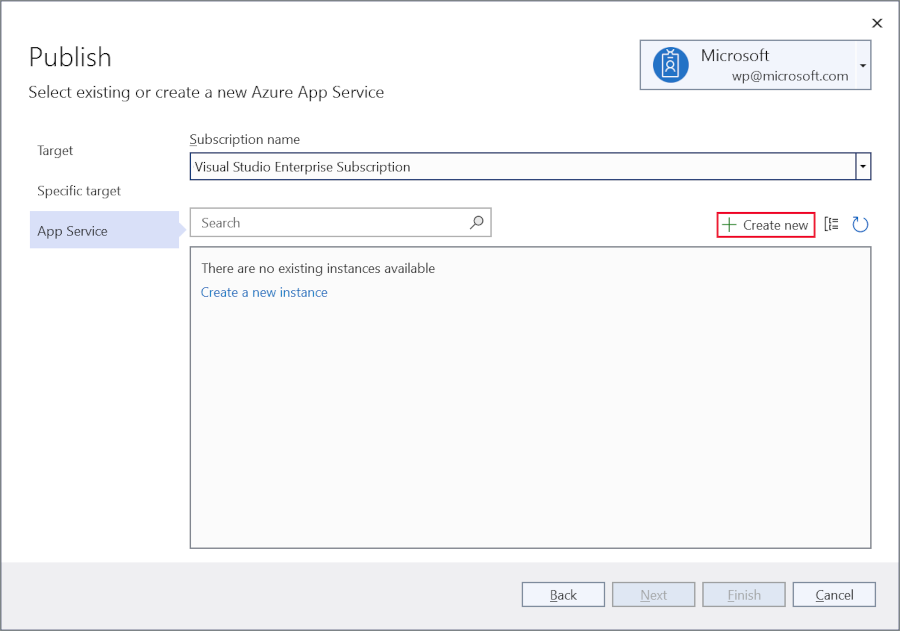 Publish
Microsoft
wp@microsoft.com
Select existing or create a new Azure App Service
Target
Specific target
App Service
Subscription name
Visual Studio Enterprise Subscription
Search
Create new
There are no existing instances available
Create a new instance
Back
Next
Finish
Cancel